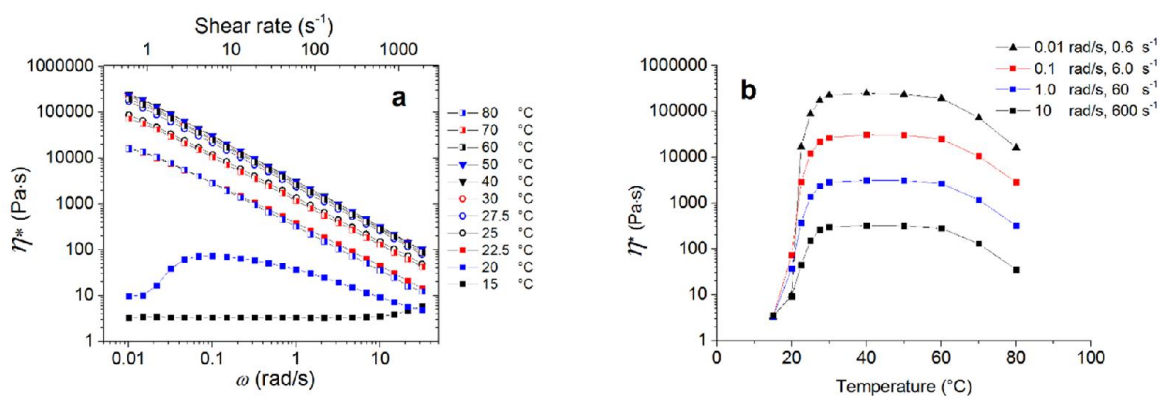 Shear rate (s⁻¹)
1 10 100 1000
1000000
100000
10000
1000
100
10
1
η* (Pa·s)
0.01 0.1 1 10
ω (rad/s)
a
80 °C
70 °C
60 °C
50 °C
40 °C
30 °C
27.5 °C
25 °C
22.5 °C
20 °C
15 °C
b
0.01 rad/s, 0.6 s⁻¹
0.1 rad/s, 6.0 s⁻¹
1.0 rad/s, 60 s⁻¹
10 rad/s, 600 s⁻¹
1000000
100000
10000
1000
100
10
1
η* (Pa·s)
0 20 40 60 80 100
Temperature (°C)